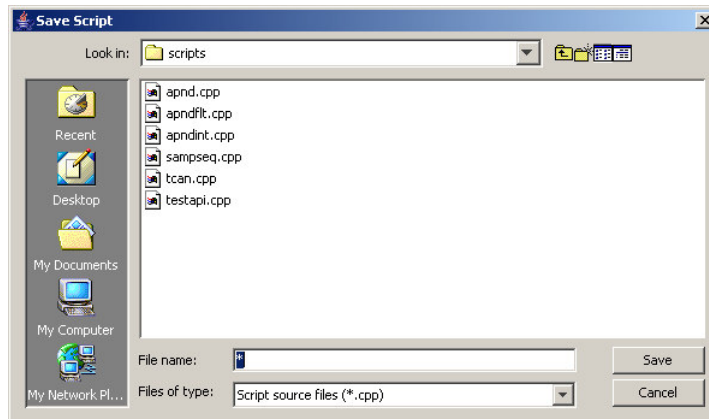 Save Script
Look in: scripts
Recent
Desktop
My Documents
My Computer
My Network Pl...
apnd.cpp
apndflt.cpp
apndint.cpp
sampseq.cpp
tcan.cpp
testapi.cpp
File name: *
Save
Files of type: Script source files (*.cpp)
Cancel